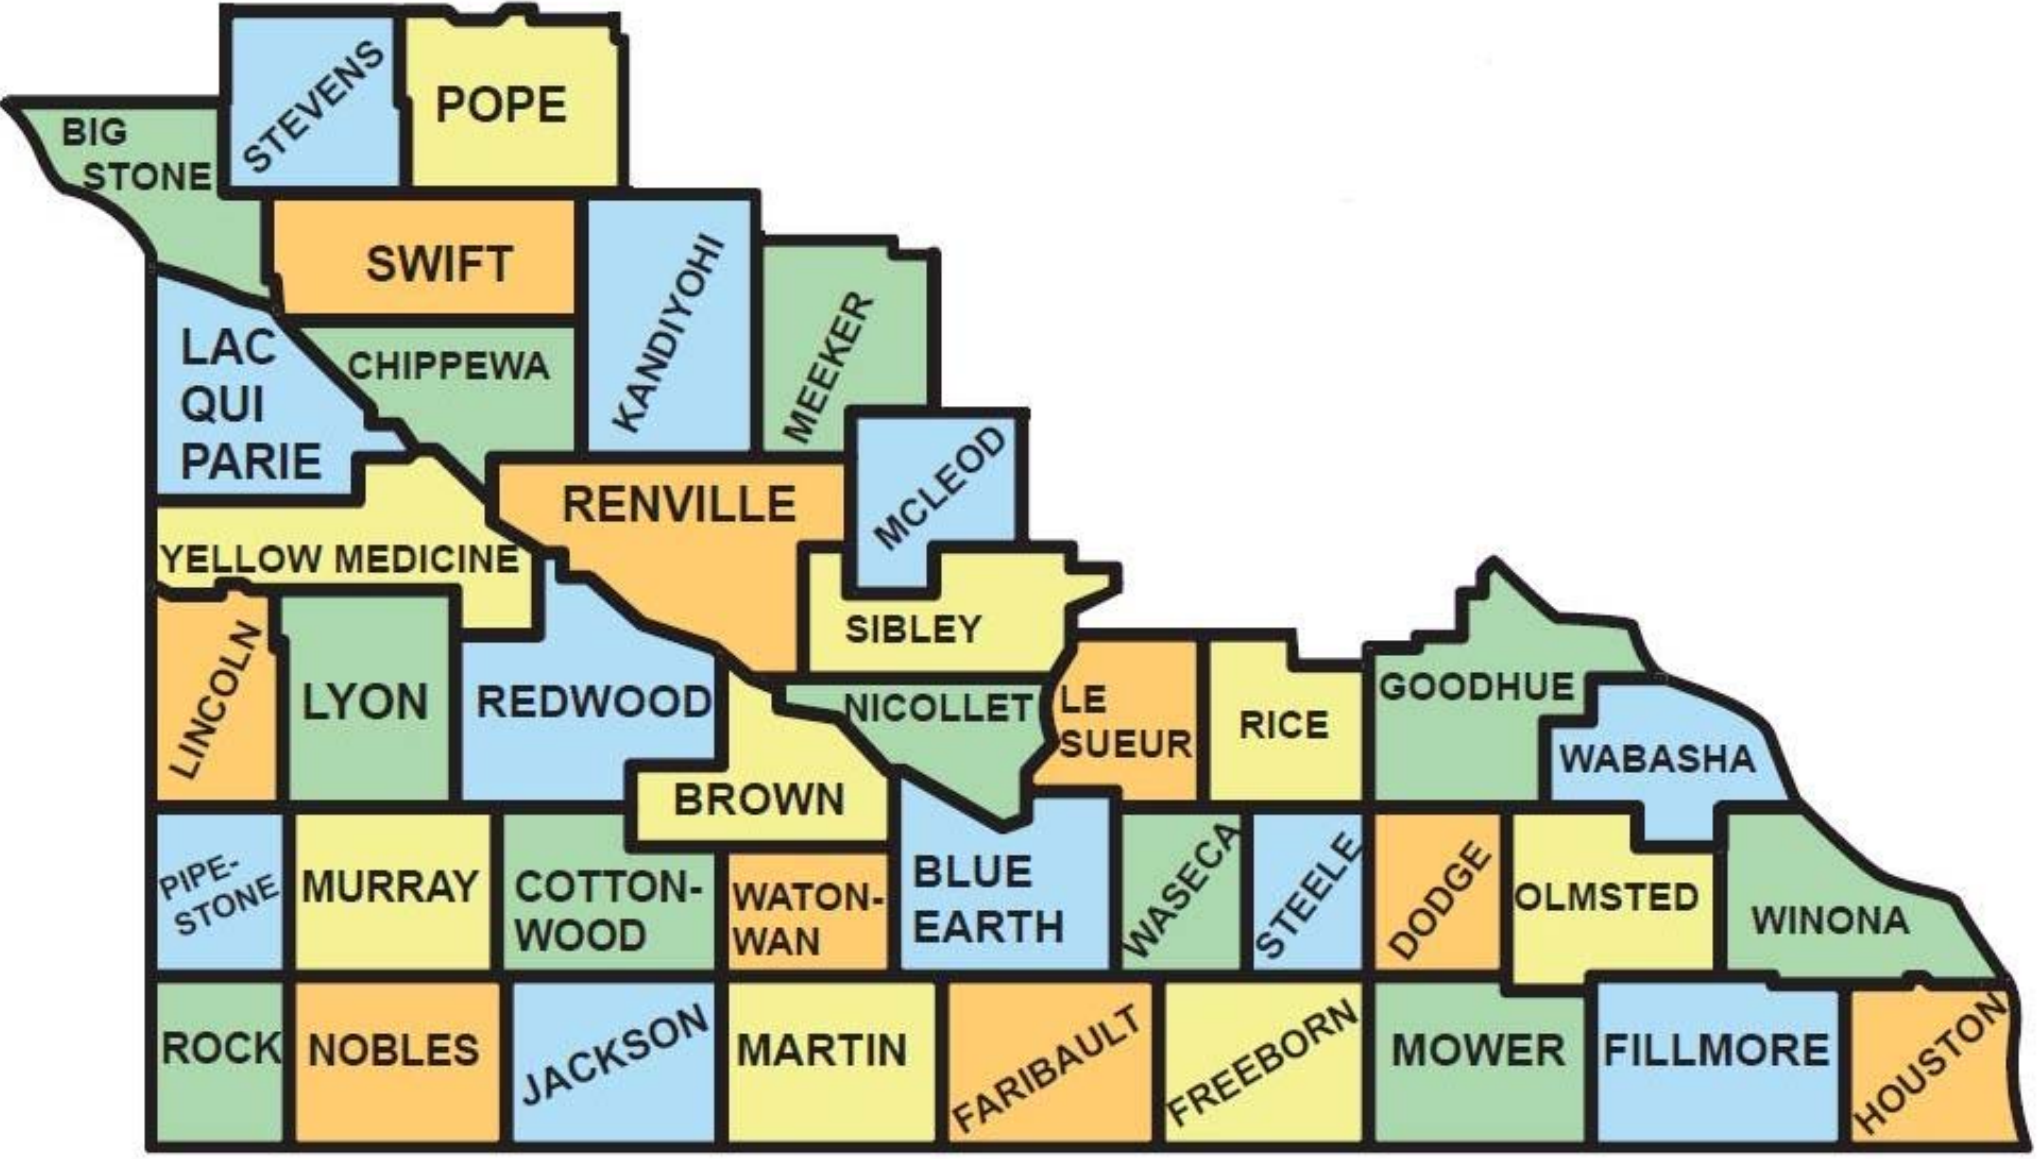 STEVENS
POPE
BIG
STONE
SWIFT
KANDIYOHI
MEEKER
LAC
QUI
PARIE
CHIPPEWA
MCLEOD
RENVILLE
YELLOW MEDICINE
SIBLEY
LINCOLN
LYON
REDWOOD
NICOLLET
LE
SUEUR
RICE
GOODHUE
WABASHA
BROWN
PIPE-
STONE
MURRAY
COTTON-
WOOD
WATON-
WAN
BLUE
EARTH
WASECA
STEELE
DODGE
OLMSTED
WINONA
ROCK
NOBLES
JACKSON
MARTIN
FARIBAULT
FREEBORN
MOWER
FILLMORE
HOUSTON